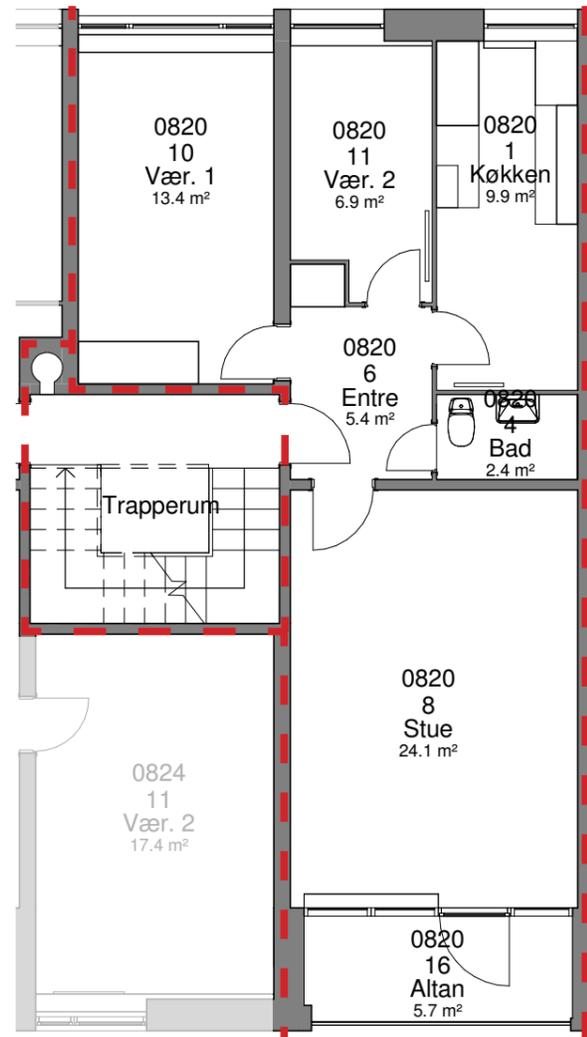 0820
10
Vær. 1
13.4 m²
0820
11
Vær. 2
6.9 m²
0820
1
Køkken
9.9 m²
0820
6
Entre
5.4 m²
0820
4
Bad
2.4 m²
Trapperum
0820
8
Stue
24.1 m²
0824
11
Vær. 2
17.4 m²
0820
16
Altan
5.7 m²